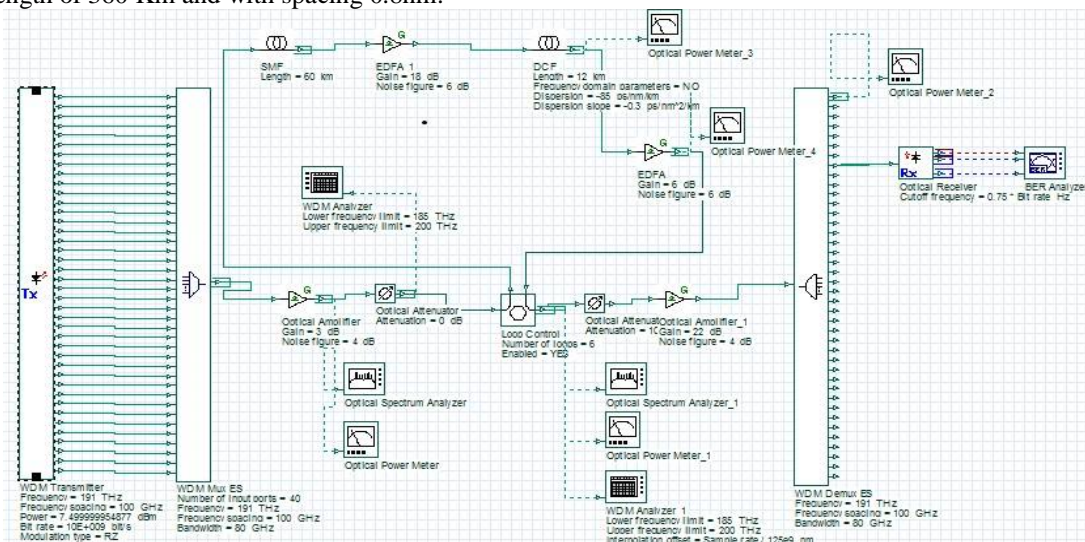 length of 360 Km and with spacing 0.8nm.
SMF
Length = 60 km
EDFA 1
Gain = 18 dB
Noise figure = 6 dB
DCF
Length = 12 km
Frequency domain parameters = NO
Dispersion = -85 ps/nm/km
Dispersion slope = -0.3 ps/nm^2/km
Optical Power Meter_3
Optical Power Meter_2
Optical Power Meter_4
EDFA
Gain = 6 dB
Noise figure = 6 dB
WDM Analyzer
Lower frequency limit = 185 THz
Upper frequency limit = 200 THz
Rx
Optical Receiver
Cutoff frequency = 0.75 * Bit rate Hz
BER Analyzer
Tx
Optical Amplifier
Gain = 3 dB
Noise figure = 4 dB
Optical Attenuator
Attenuation = 0 dB
Loop Control
Number of loops = 6
Enabled = YES
Optical Attenuat
Attenuation = 10
Optical Amplifier_1
Gain = 22 dB
Noise figure = 4 dB
Optical Spectrum Analyzer
Optical Power Meter
Optical Spectrum Analyzer_1
Optical Power Meter_1
WDM Transmitter
Frequency = 191 THz
Frequency spacing = 100 GHz
Power = 7.499999954877 dBm
Bit rate = 10E+009 bit/s
Modulation type = RZ
WDM Mux ES
Number of input ports = 40
Frequency = 191 THz
Frequency spacing = 100 GHz
Bandwidth = 80 GHz
WDM Analyzer 1
Lower frequency limit = 185 THz
Upper frequency limit = 200 THz
Interpolation offset = Sample rate / 125e9 nm
WDM Demux ES
Frequency = 191 THz
Frequency spacing = 100 GHz
Bandwidth = 80 GHz